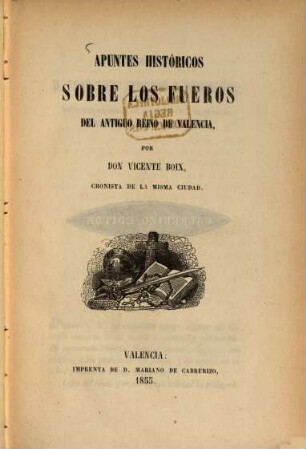 APUNTES HISTÓRICOS
SOBRE LOS FUEROS
DEL ANTIGUO REINO DE VALENCIA,
POR
DON VICENTE BOIX,
CRONISTA DE LA MISMA CIUDAD.
VALENCIA:
IMPRENTA DE D. MARIANO DE CABRERIZO,
1855.